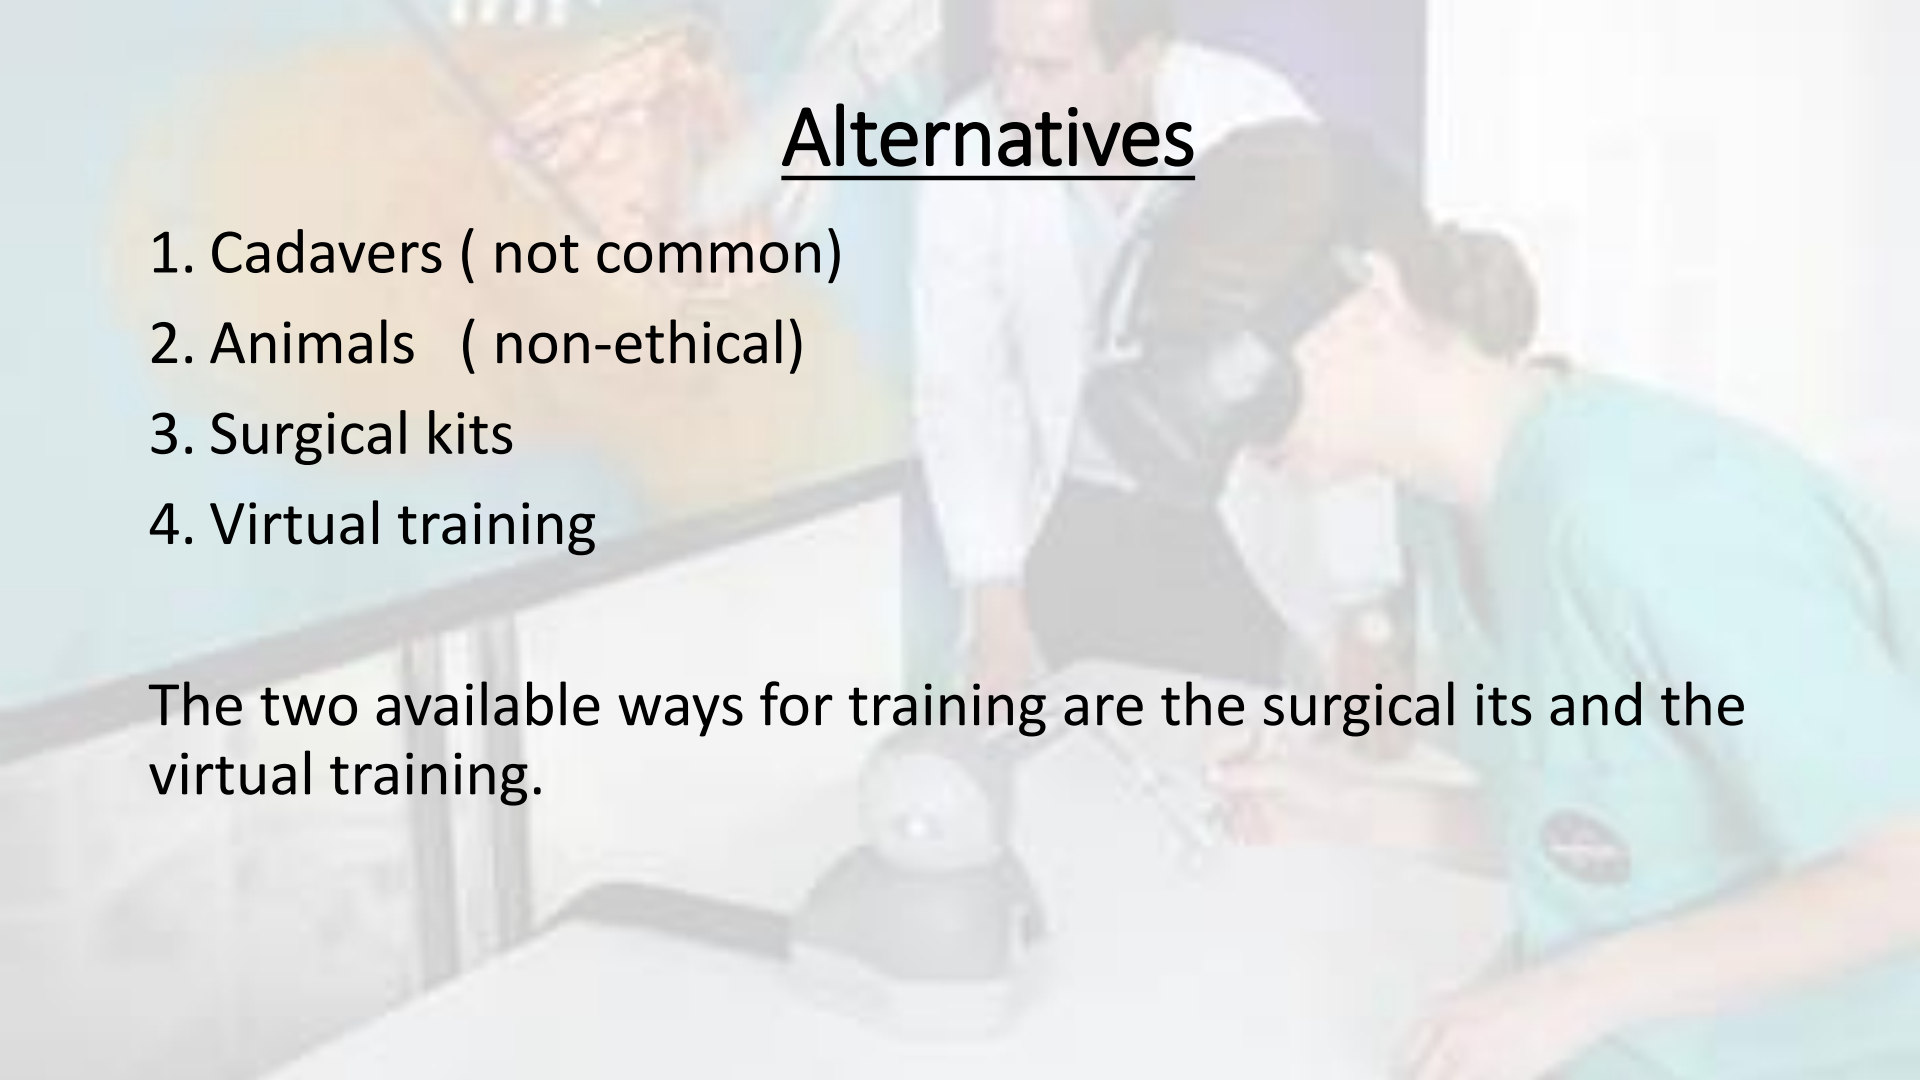 Alternatives
1. Cadavers ( not common)
2. Animals   ( non-ethical)
3. Surgical kits
4. Virtual training
The two available ways for training are the surgical its and the
virtual training.